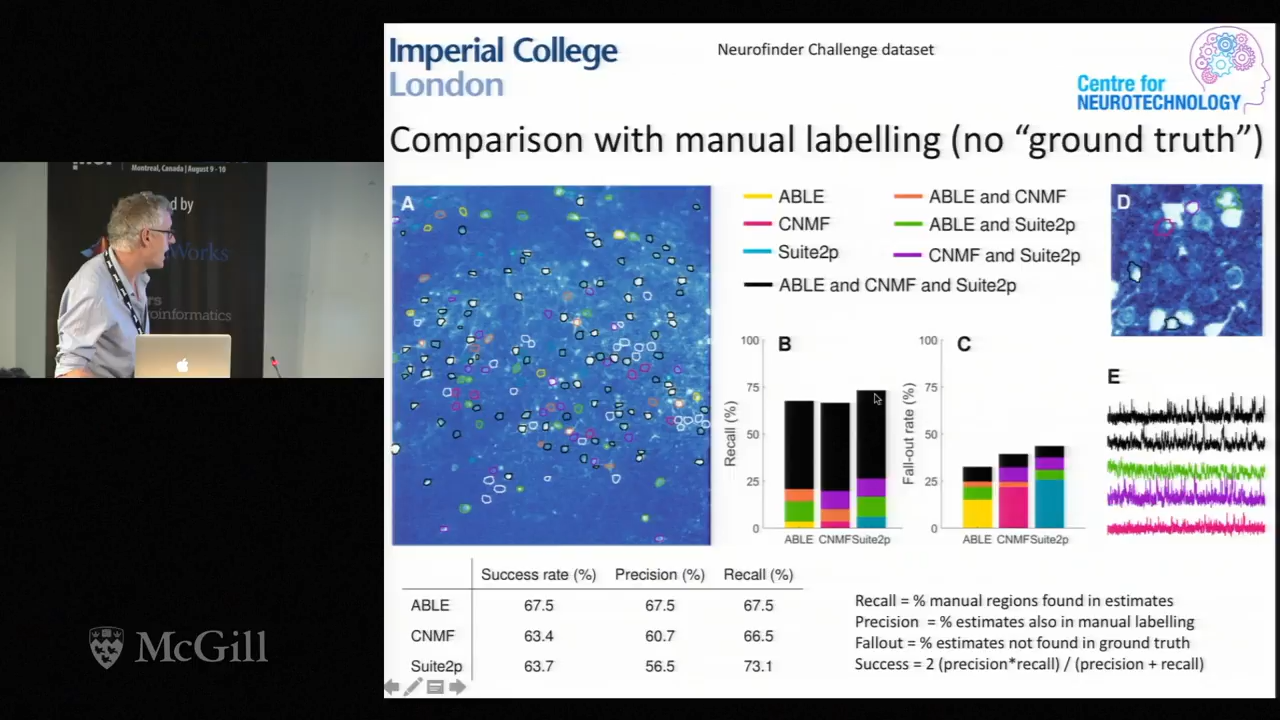 Montreal, Canada | August 9 - 10
d by
Works
rs
roinformatics
McGill
Imperial College
London
Neurofinder Challenge dataset
Centre for
NEUROTECHNOLOGY
Comparison with manual labelling (no “ground truth”)
A
ABLE
CNMF
Suite2p
ABLE and CNMF
ABLE and Suite2p
CNMF and Suite2p
ABLE and CNMF and Suite2p
D
B
100
75
50
25
0
Recall (%)
ABLE CNMF Suite2p
C
100
75
50
25
0
Fall-out rate (%)
ABLE CNMF Suite2p
E
Success rate (%) Precision (%) Recall (%)
ABLE 67.5 67.5 67.5
CNMF 63.4 60.7 66.5
Suite2p 63.7 56.5 73.1
Recall = % manual regions found in estimates
Precision = % estimates also in manual labelling
Fallout = % estimates not found in ground truth
Success = 2 (precision*recall) / (precision + recall)